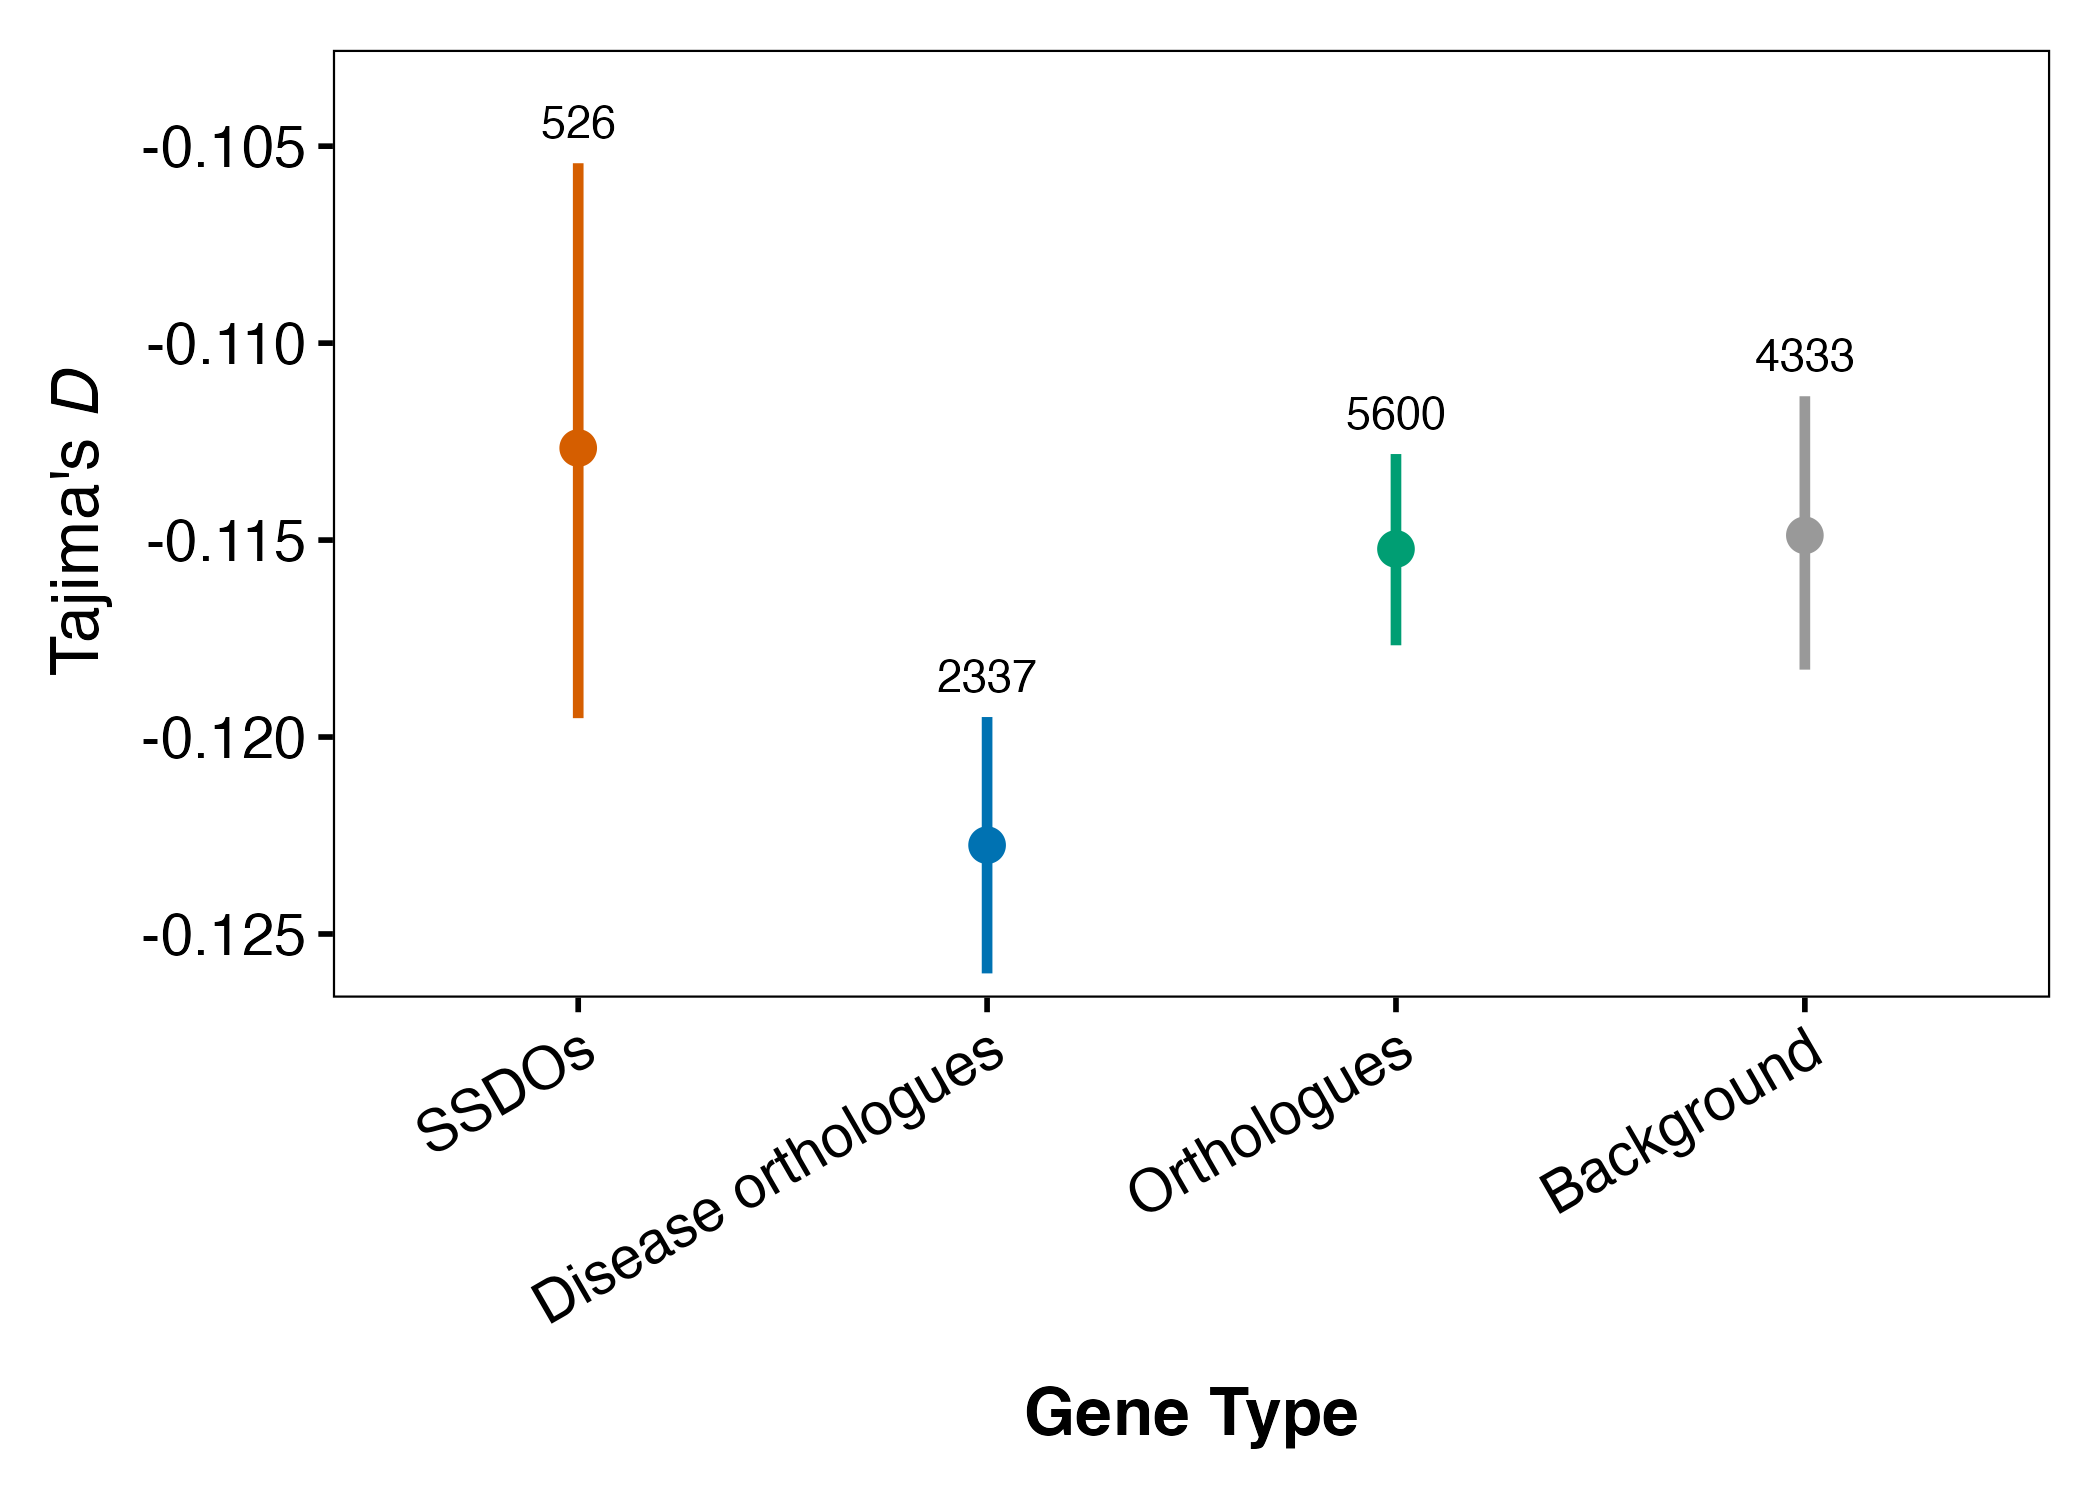 Tajima's D
-0.105
-0.110
-0.115
-0.120
-0.125
526
2337
5600
4333
SSDOs
Disease orthologues
Orthologues
Background
Gene Type